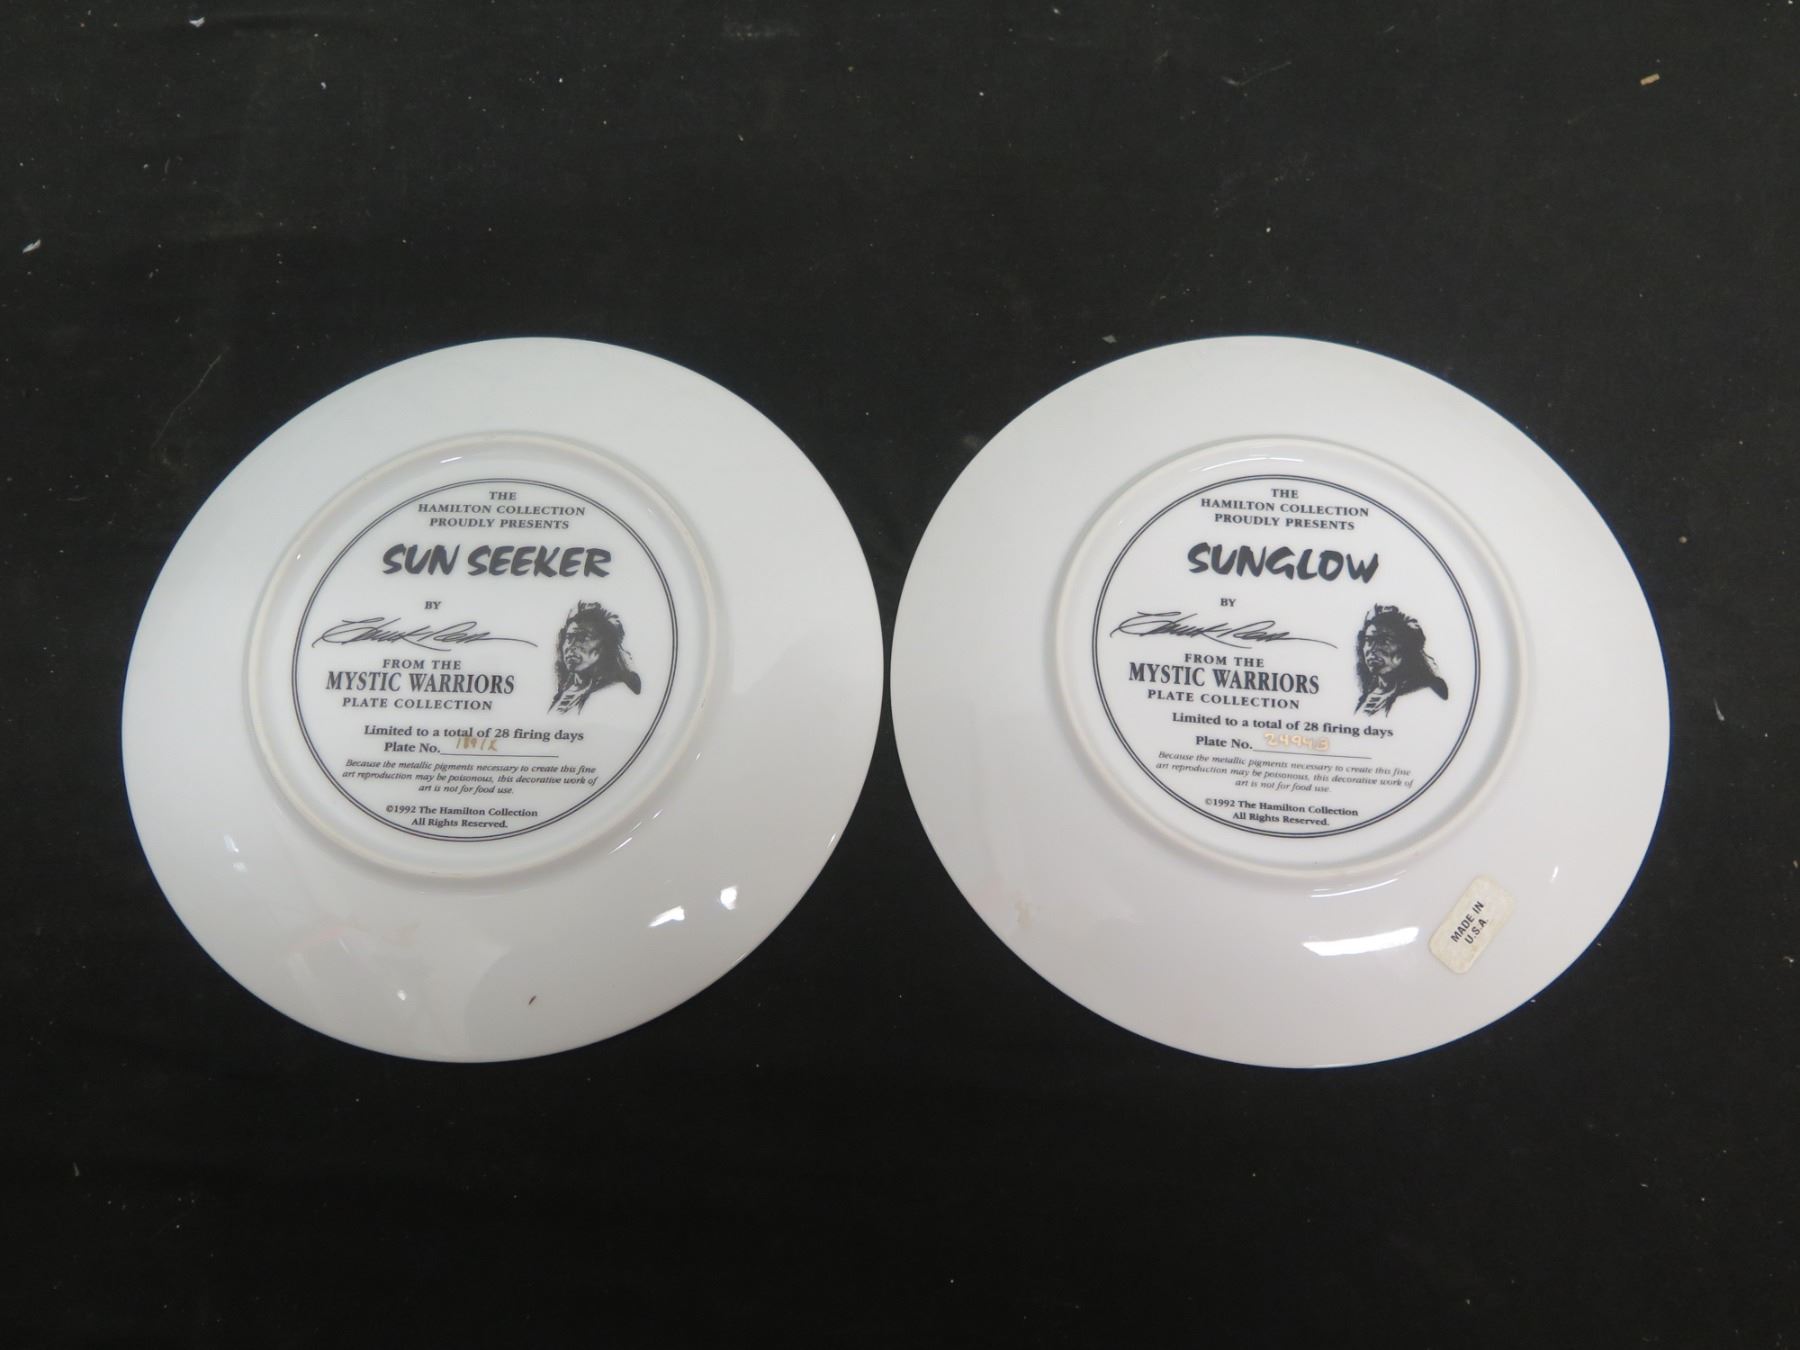 THE
HAMILTON COLLECTION
PROUDLY PRESENTS
SUN SEEKER
BY
Chuck Ren
FROM THE
MYSTIC WARRIORS
PLATE COLLECTION
Limited to a total of 28 firing days
Plate No.
Because the metallic pigments necessary to create this fine
art reproduction may be poisonous, this decorative work of
art is not for food use.
©1992 The Hamilton Collection
All Rights Reserved.
THE
HAMILTON COLLECTION
PROUDLY PRESENTS
SUNGLOW
BY
Chuck Ren
FROM THE
MYSTIC WARRIORS
PLATE COLLECTION
Limited to a total of 28 firing days
Plate No.
Because the metallic pigments necessary to create this fine
art reproduction may be poisonous, this decorative work of
art is not for food use.
©1992 The Hamilton Collection
All Rights Reserved.
MADE IN
U.S.A.